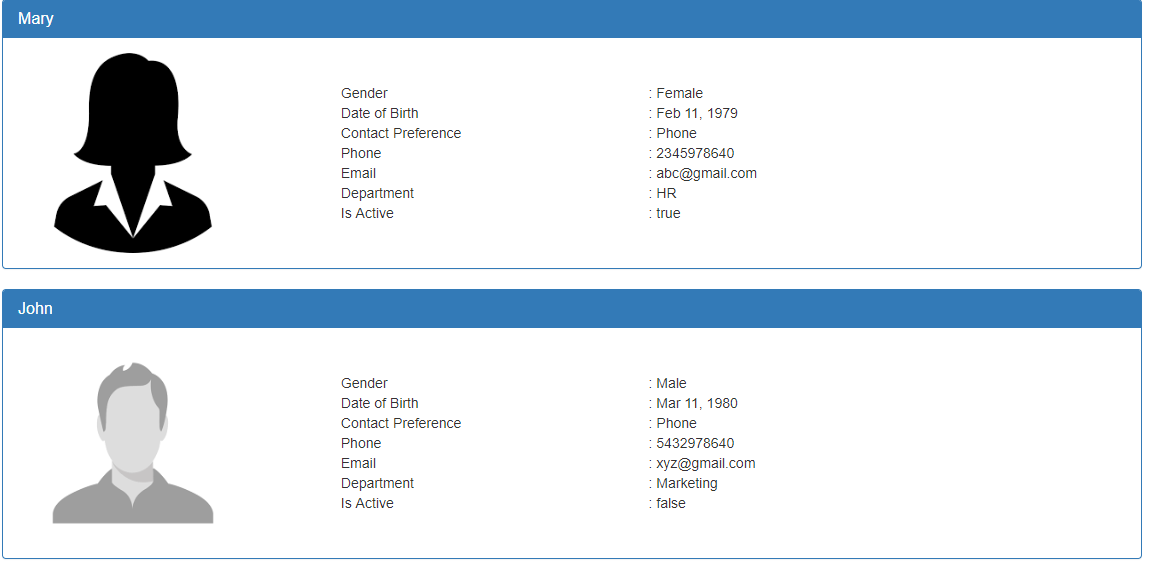 Mary
Gender : Female
Date of Birth : Feb 11, 1979
Contact Preference : Phone
Phone : 2345978640
Email : abc@gmail.com
Department : HR
Is Active : true
John
Gender : Male
Date of Birth : Mar 11, 1980
Contact Preference : Phone
Phone : 5432978640
Email : xyz@gmail.com
Department : Marketing
Is Active : false